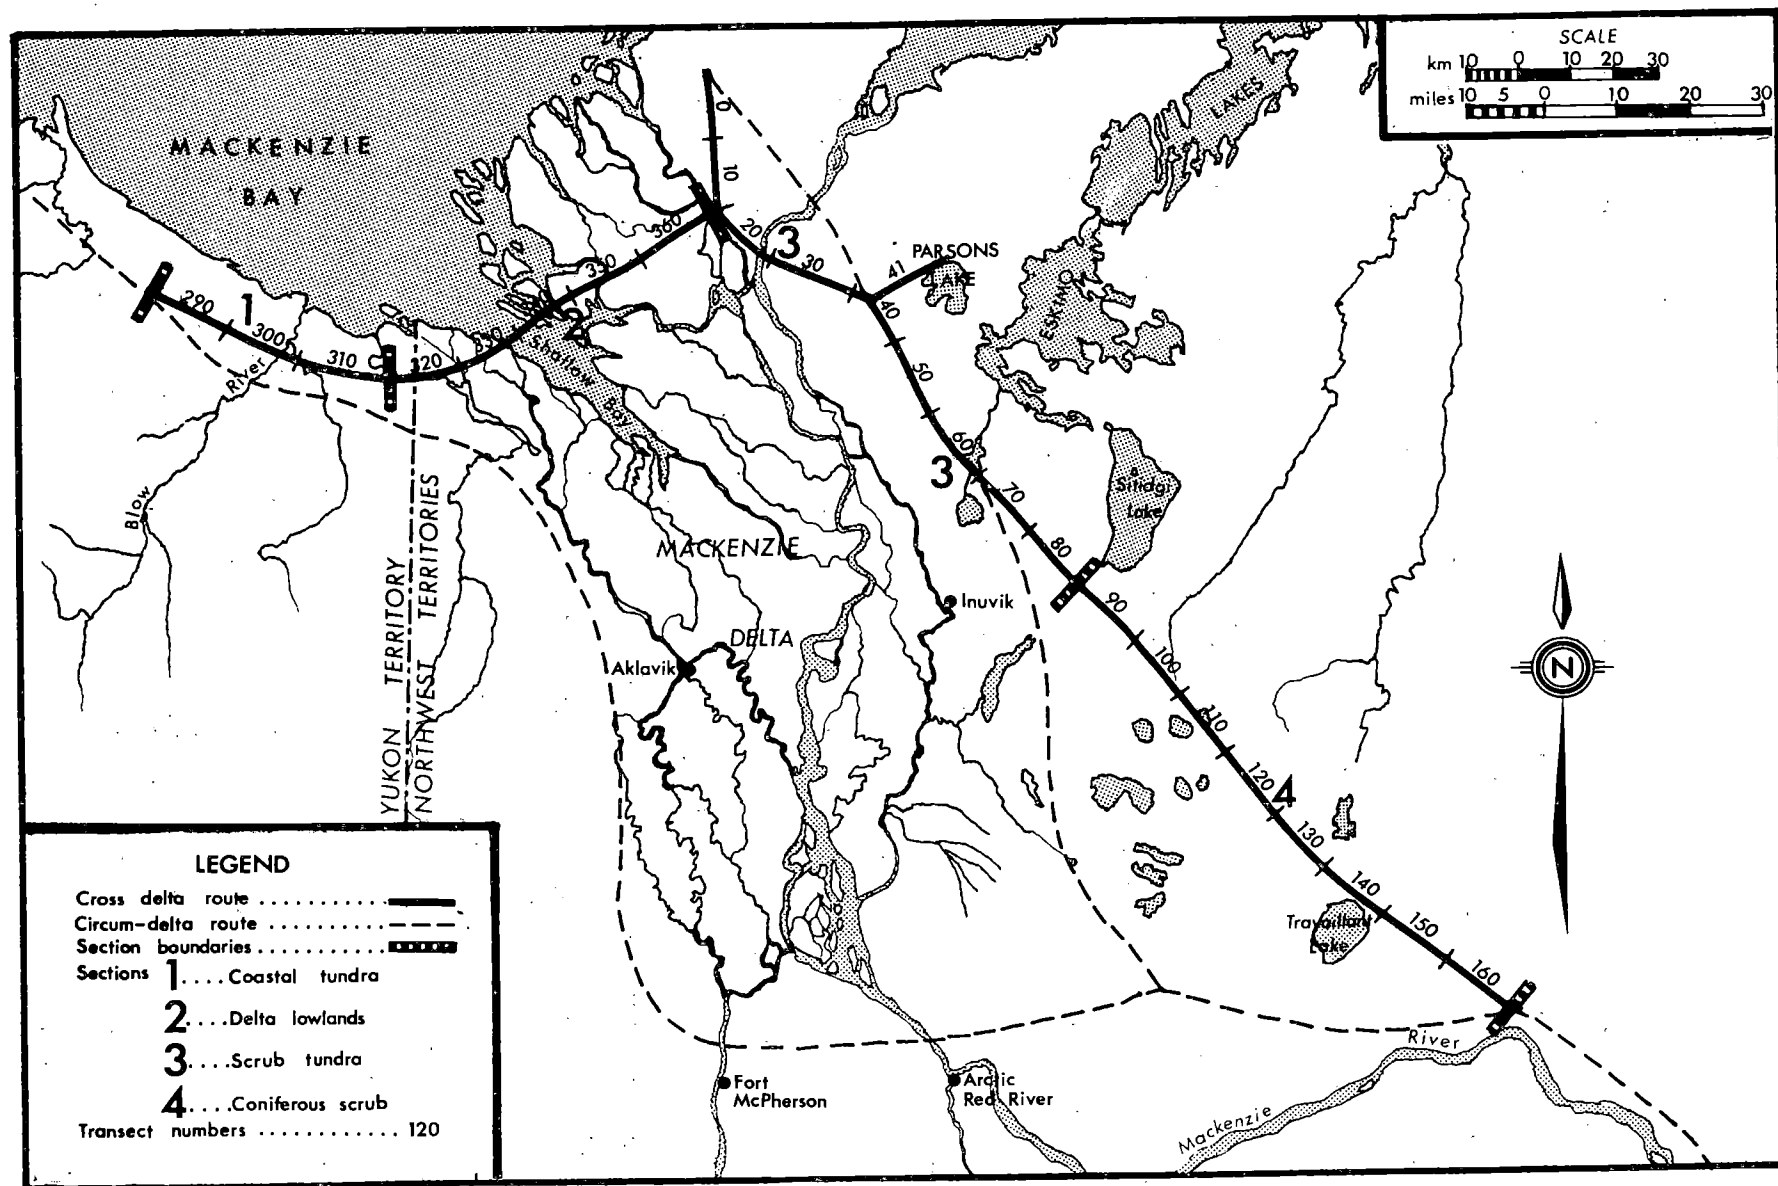 SCALE
km 10 0 10 20 30
miles 10 5 0 10 20 30
MACKENZIE
BAY
LAKES
ESKIMO
PARSONS
LAKE
0
10
20
3
30
41
40
50
60
3
70
80
90
100
110
120
4
130
140
150
160
360
350
2
330
320
310
300
1
290
River
Blow
Shallow
Bay
Sitidgi
Lake
MACKENZIE
DELTA
Inuvik
Aklavik
YUKON TERRITORY
NORTHWEST TERRITORIES
N
Travaillant
Lake
River
Mackenzie
Fort
McPherson
Arctic
Red River
LEGEND
Cross delta route ...........
Circum-delta route ..........
Section boundaries ...........
Sections 1 .... Coastal tundra
2 .... Delta lowlands
3 .... Scrub tundra
4 .... Coniferous scrub
Transect numbers ............ 120